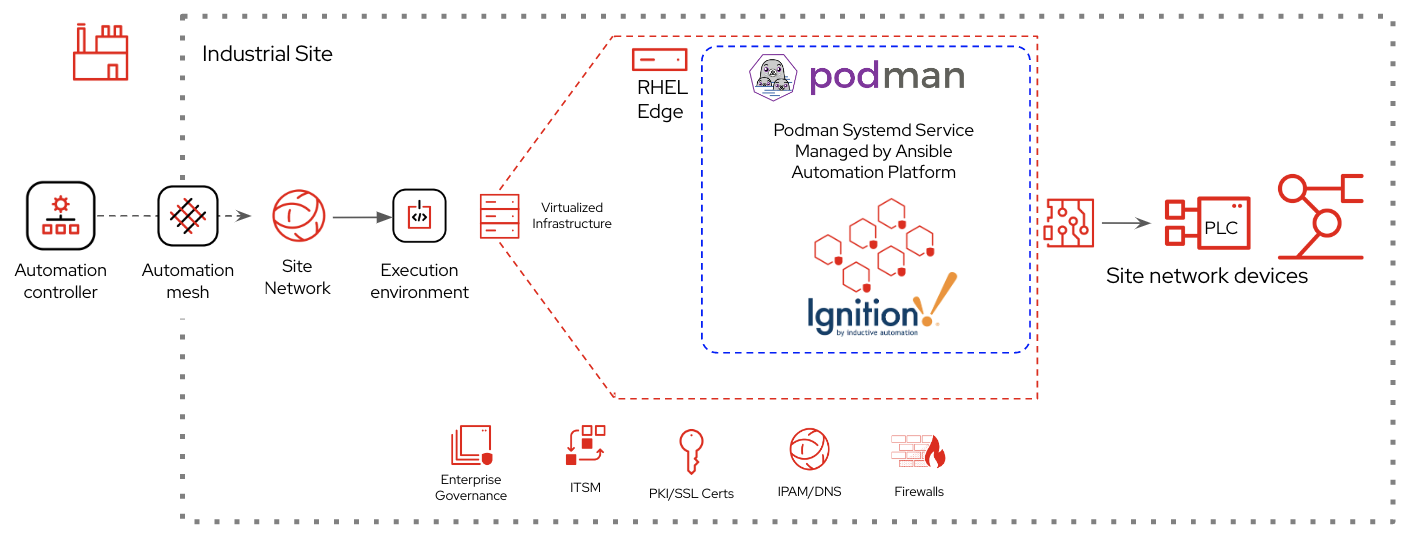 Industrial Site
RHEL
Edge
podman
Podman Systemd Service
Managed by Ansible
Automation Platform
Ignition!
by inductive automation
Automation
controller
Automation
mesh
Site
Network
Execution
environment
Virtualized
Infrastructure
PLC
Site network devices
Enterprise
Governance
ITSM
PKI/SSL Certs
IPAM/DNS
Firewalls